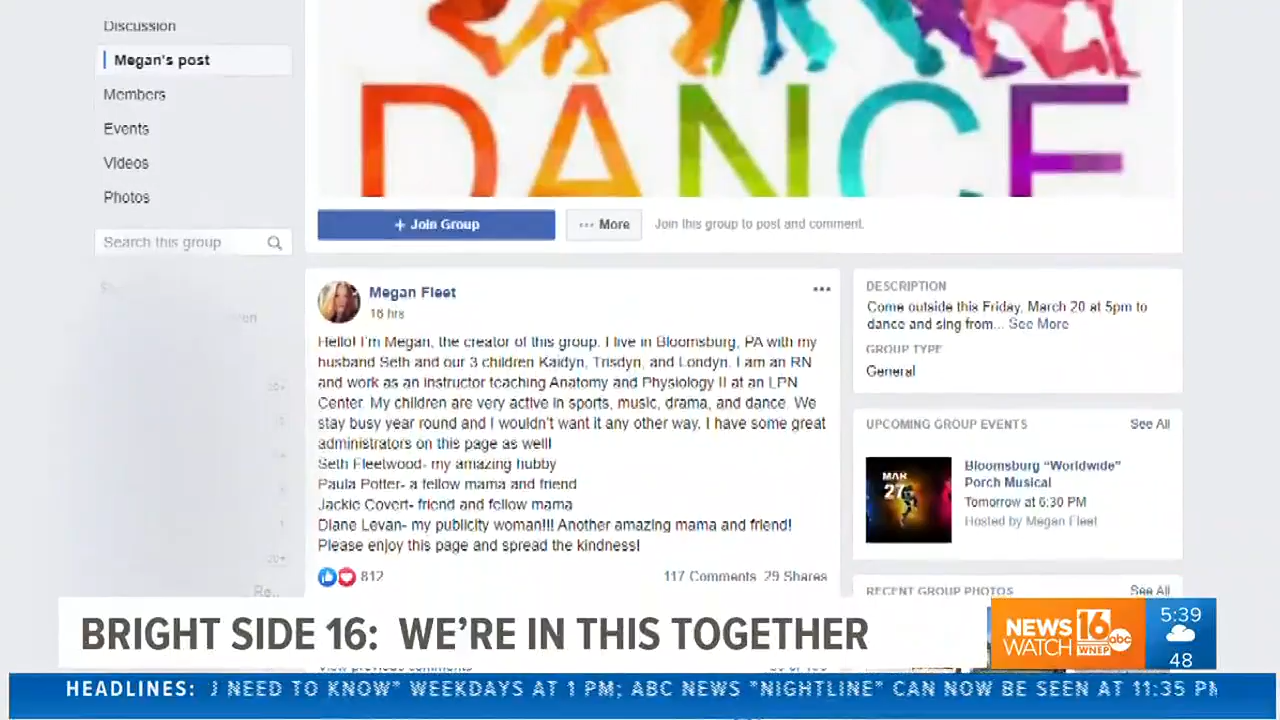 Discussion
Megan's post
Members
Events
Videos
Photos
Search this group
DANCE
+ Join Group
••• More
Join this group to post and comment.
Megan Fleet
16 hrs
Hello! I'm Megan, the creator of this group. I live in Bloomsburg, PA with my
husband Seth and our 3 children Kaidyn, Trisdyn, and Londyn. I am an RN
and work as an instructor teaching Anatomy and Physiology II at an LPN
Center. My children are very active in sports, music, drama, and dance. We
stay busy year round and I wouldn't want it any other way. I have some great
administrators on this page as well!
Seth Fleetwood- my amazing hubby
Paula Potter- a fellow mama and friend
Jackie Covert- friend and fellow mama
Diane Levan- my publicity woman!!! Another amazing mama and friend!
Please enjoy this page and spread the kindness!
812
117 Comments 29 Shares
DESCRIPTION
Come outside this Friday, March 20 at 5pm to
dance and sing from... See More
GROUP TYPE
General
UPCOMING GROUP EVENTS See All
MAR
27
Bloomsburg "Worldwide"
Porch Musical
Tomorrow at 6:30 PM
Hosted by Megan Fleet
RECENT GROUP PHOTOS See All
BRIGHT SIDE 16: WE'RE IN THIS TOGETHER
NEWS
WATCH
16
WNEP
abc
5:39
48
HEADLINES: J NEED TO KNOW" WEEKDAYS AT 1 PM; ABC NEWS "NIGHTLINE" CAN NOW BE SEEN AT 11:35 PM